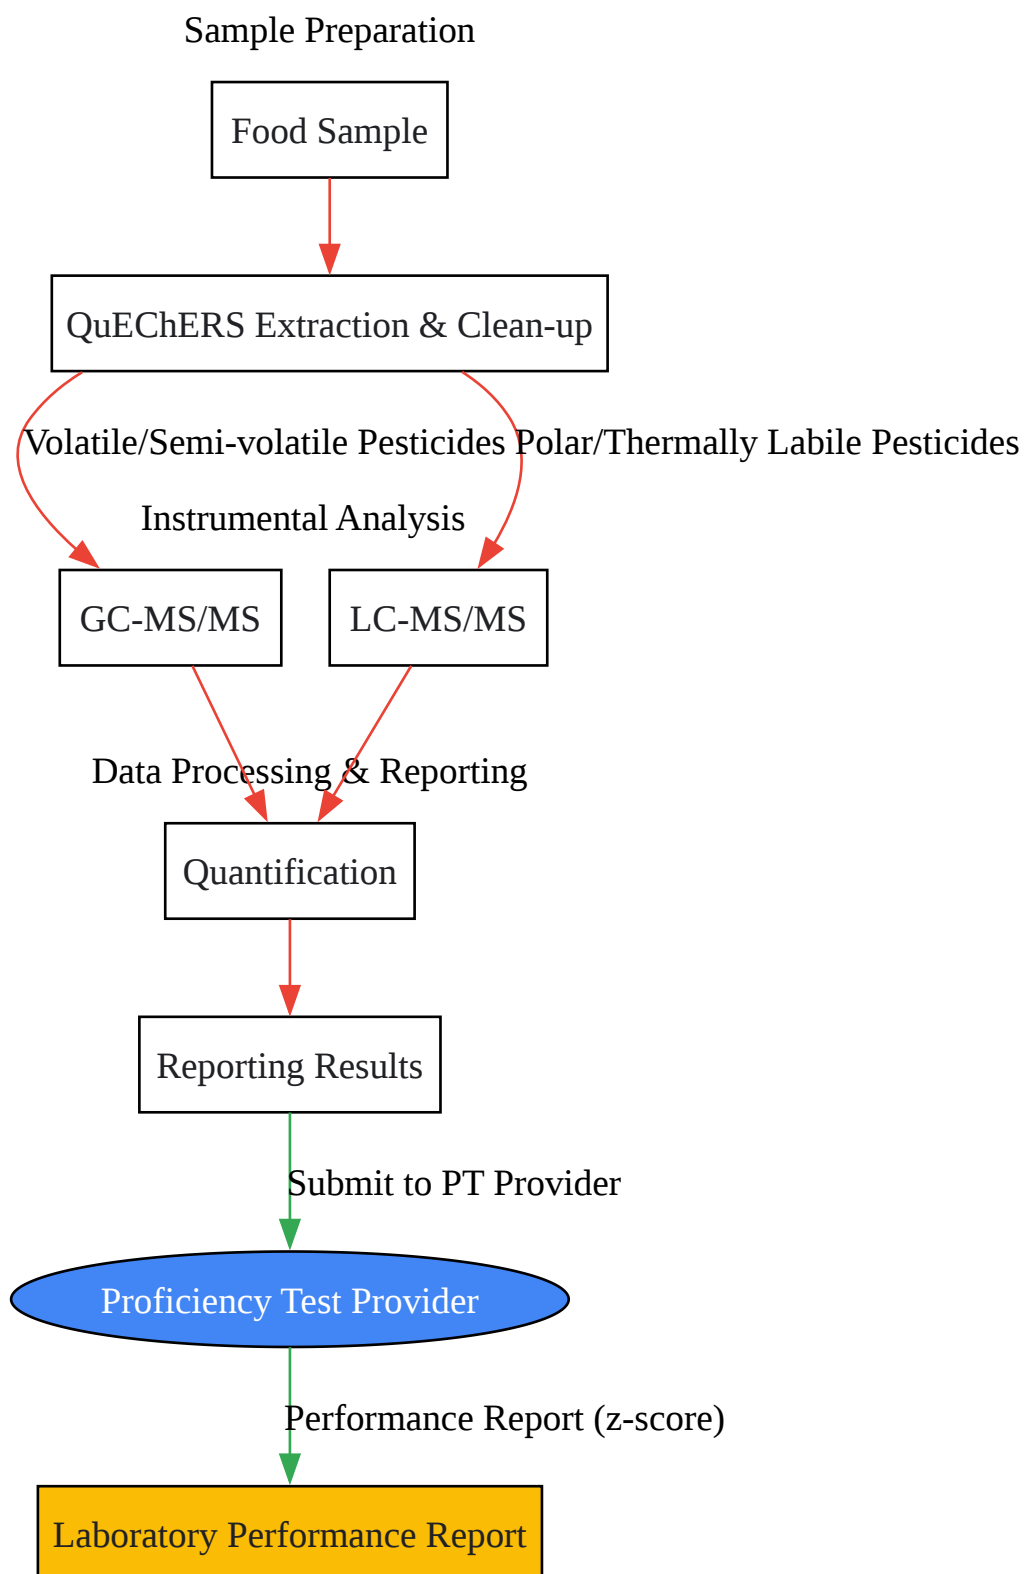 Sample Preparation
Food Sample
QuEChERS Extraction & Clean-up
Volatile/Semi-volatile Pesticides
Polar/Thermally Labile Pesticides
Instrumental Analysis
GC-MS/MS
LC-MS/MS
Data Processing & Reporting
Quantification
Reporting Results
Submit to PT Provider
Proficiency Test Provider
Performance Report (z-score)
Laboratory Performance Report